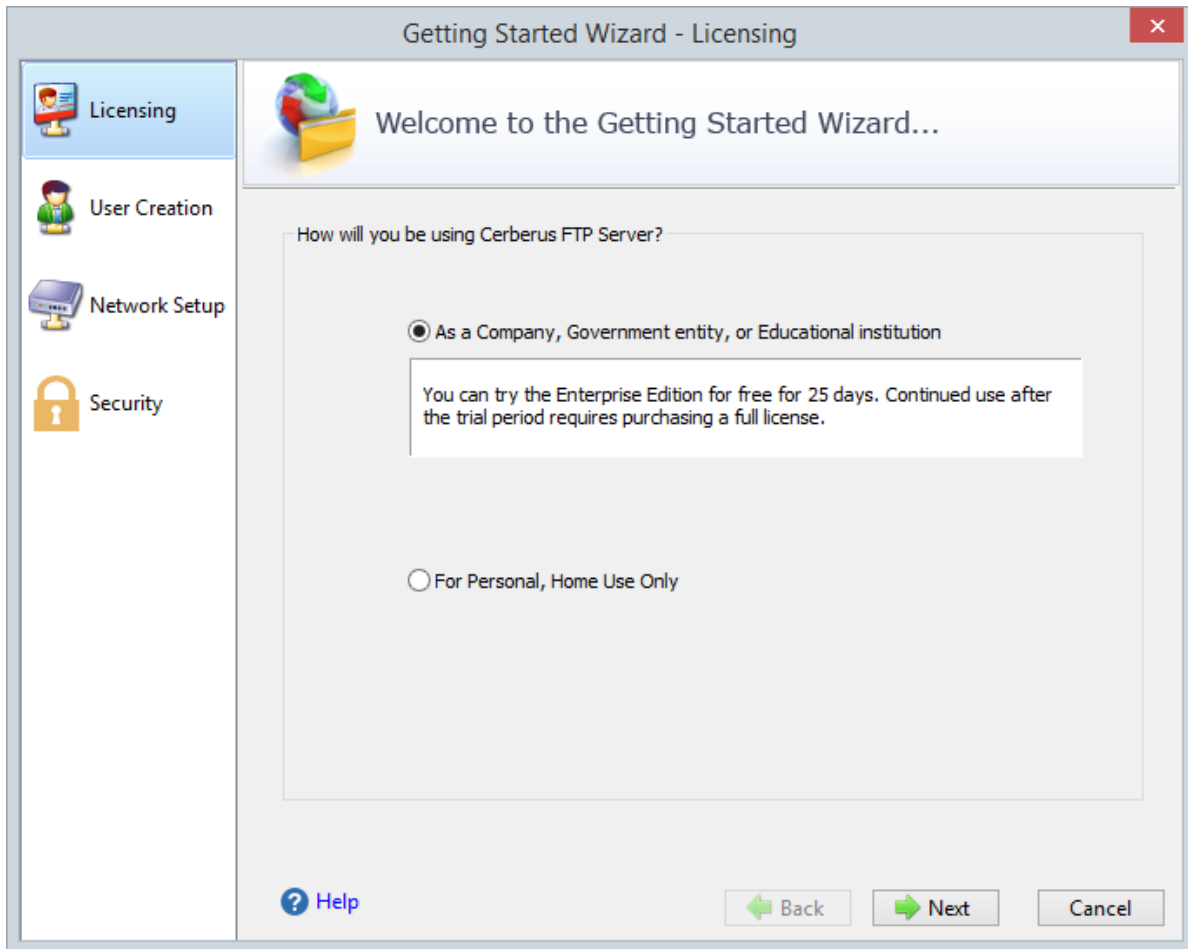 Getting Started Wizard - Licensing
Licensing
User Creation
Network Setup
Security
Welcome to the Getting Started Wizard...
How will you be using Cerberus FTP Server?
As a Company, Government entity, or Educational institution
You can try the Enterprise Edition for free for 25 days. Continued use after
the trial period requires purchasing a full license.
For Personal, Home Use Only
Help
Back
Next
Cancel